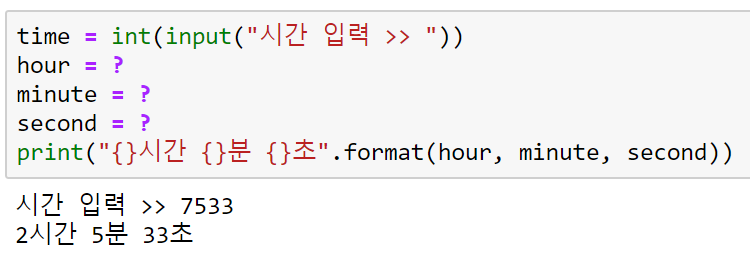 time = int(input("시간 입력 >> "))
hour = ?
minute = ?
second = ?
print("{}시간 {}분 {}초".format(hour, minute, second))
시간 입력 >> 7533
2시간 5분 33초